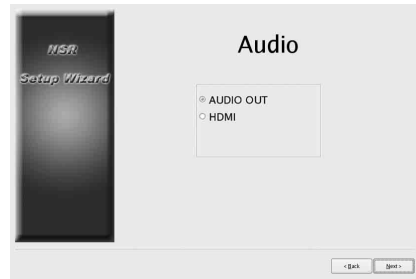 NSR
Setup Wizard
Audio
AUDIO OUT
HDMI
< Back
Next >